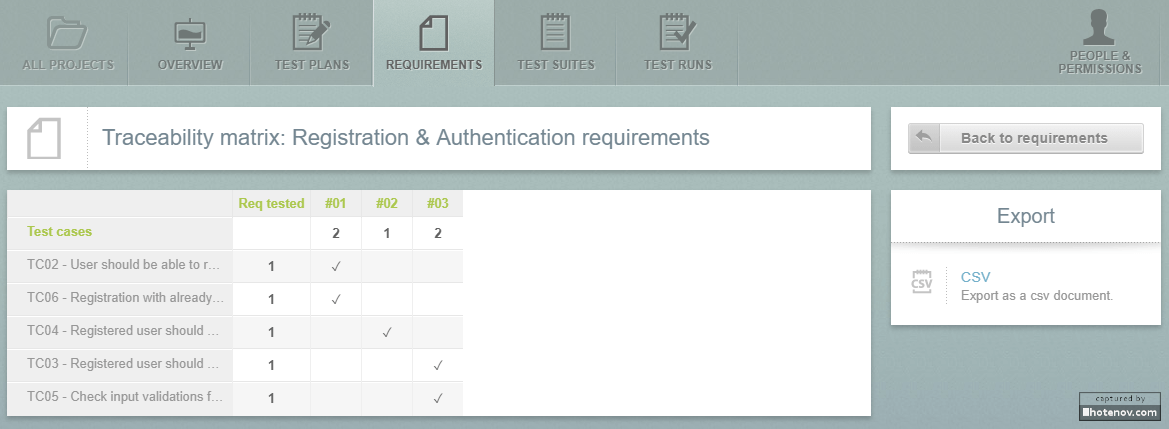 ALL PROJECTS
OVERVIEW
TEST PLANS
REQUIREMENTS
TEST SUITES
TEST RUNS
PEOPLE &
PERMISSIONS
Traceability matrix: Registration & Authentication requirements
Back to requirements
Req tested #01 #02 #03
Test cases 2 1 2
TC02 - User should be able to r... 1 ✓
TC06 - Registration with already... 1 ✓
TC04 - Registered user should ... 1 ✓
TC03 - Registered user should ... 1 ✓
TC05 - Check input validations f... 1 ✓
Export
CSV
CSV
Export as a csv document.
captured by
hotenov.com